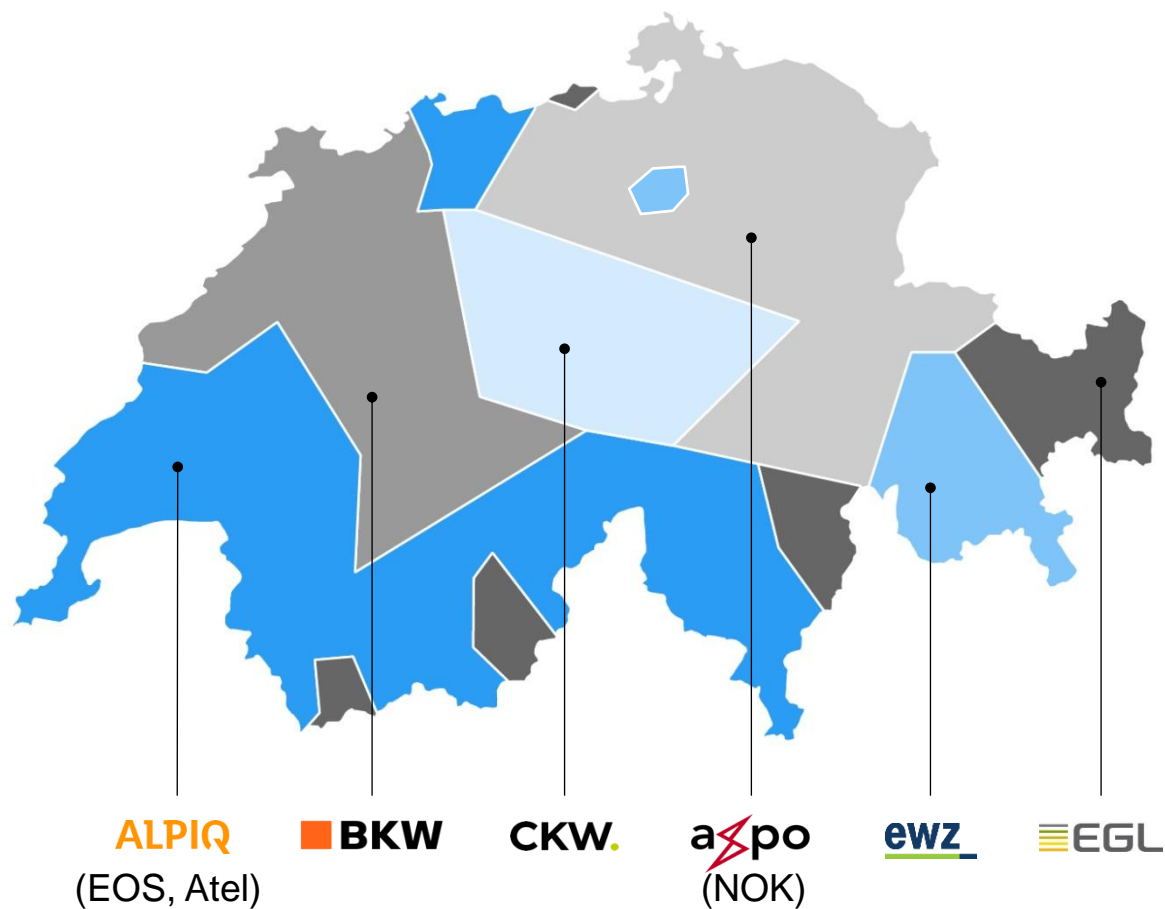 ALPIQ
(EOS, Atel)
BKW
CKW.
axpo
(NOK)
ewz
EGL